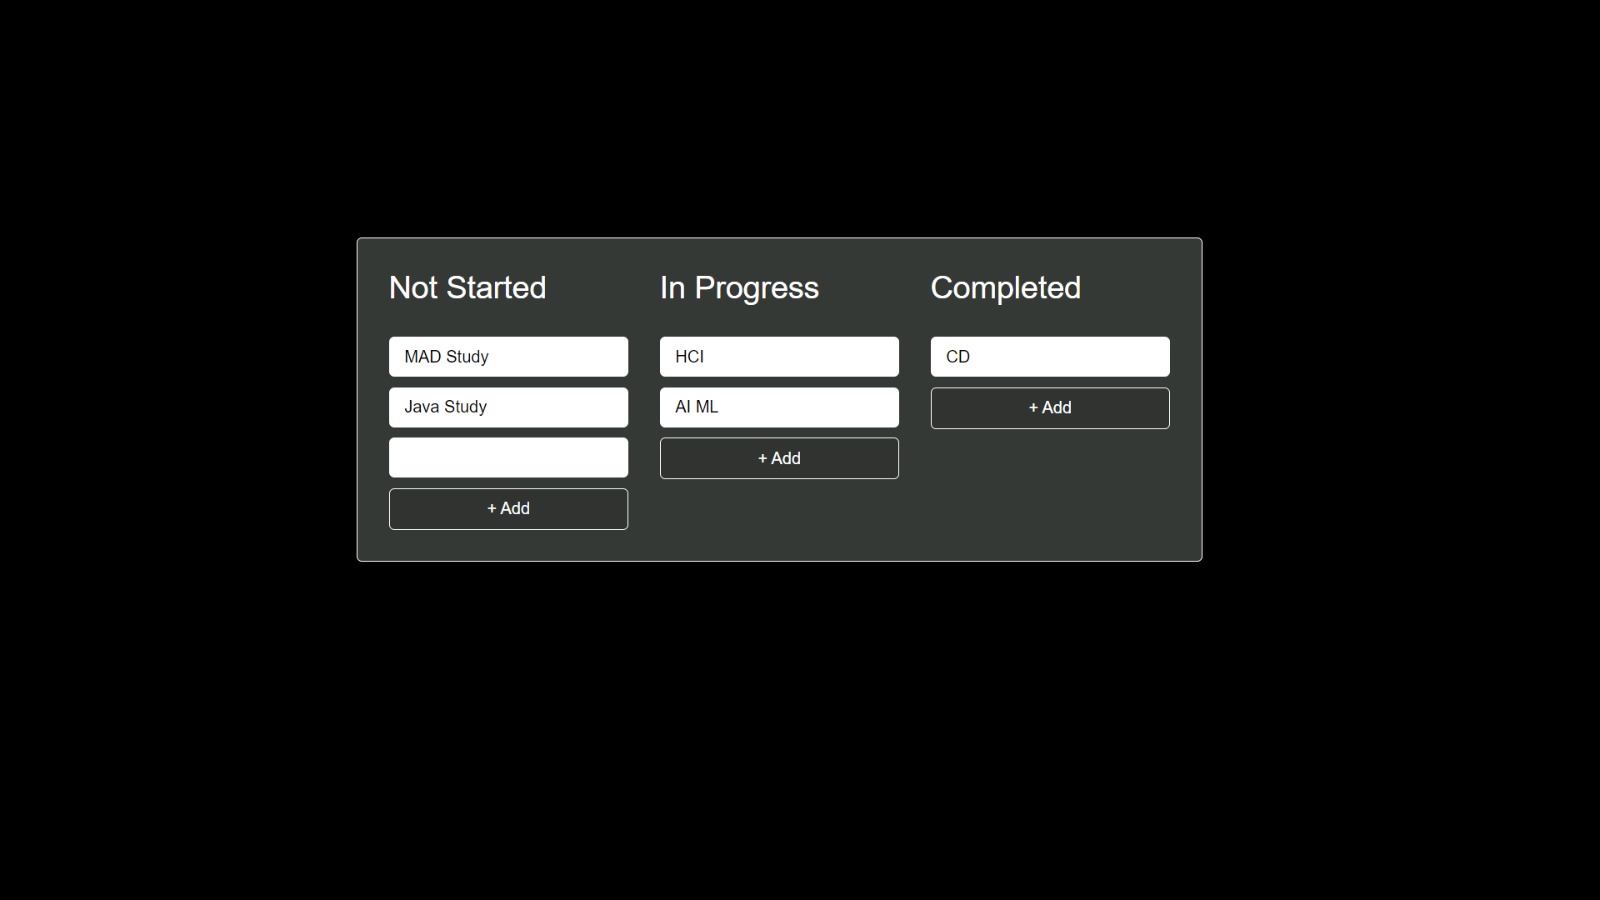 Not Started
MAD Study
Java Study
+ Add
In Progress
HCI
AI ML
+ Add
Completed
CD
+ Add